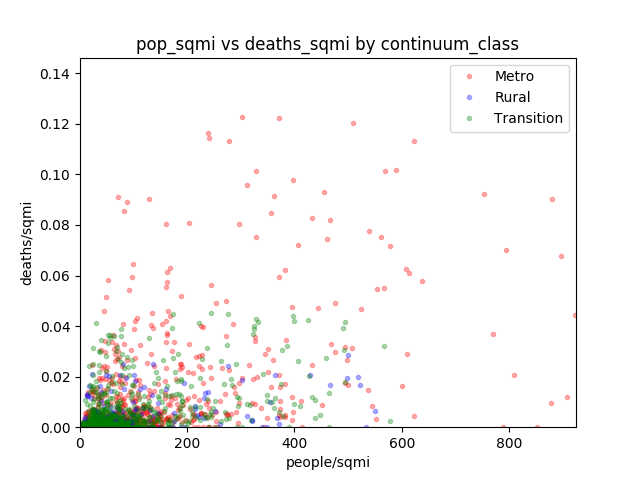 pop_sqmi vs deaths_sqmi by continuum_class
Metro
Rural
Transition
deaths/sqmi
0.14
0.12
0.10
0.08
0.06
0.04
0.02
0.00
0
200
400
600
800
people/sqmi